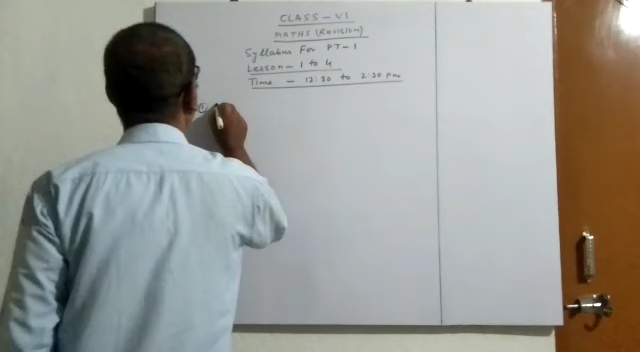 CLASS - VI
MATHS (REVISION)
Syllabus For PT - 1
Lesson - 1 to 4
Time - 12:30 to 2:30 pm
①